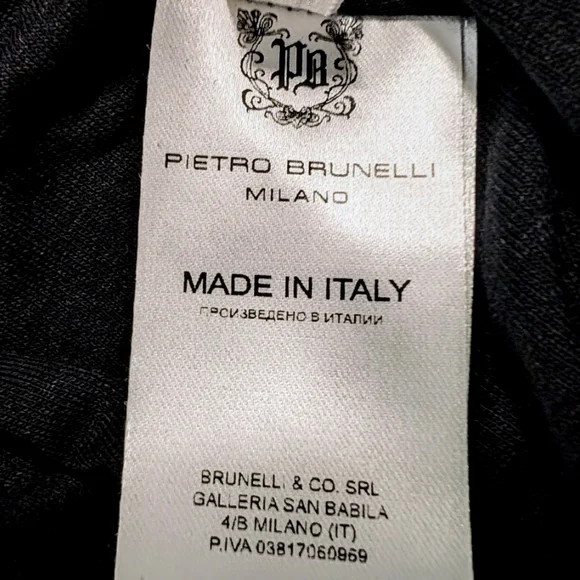 PB
PIETRO BRUNELLI
MILANO
MADE IN ITALY
ПРОИЗВЕДЕНО В ИТАЛИИ
BRUNELLI & CO. SRL
GALLERIA SAN BABILA
4/B MILANO (IT)
P.IVA 03817060969